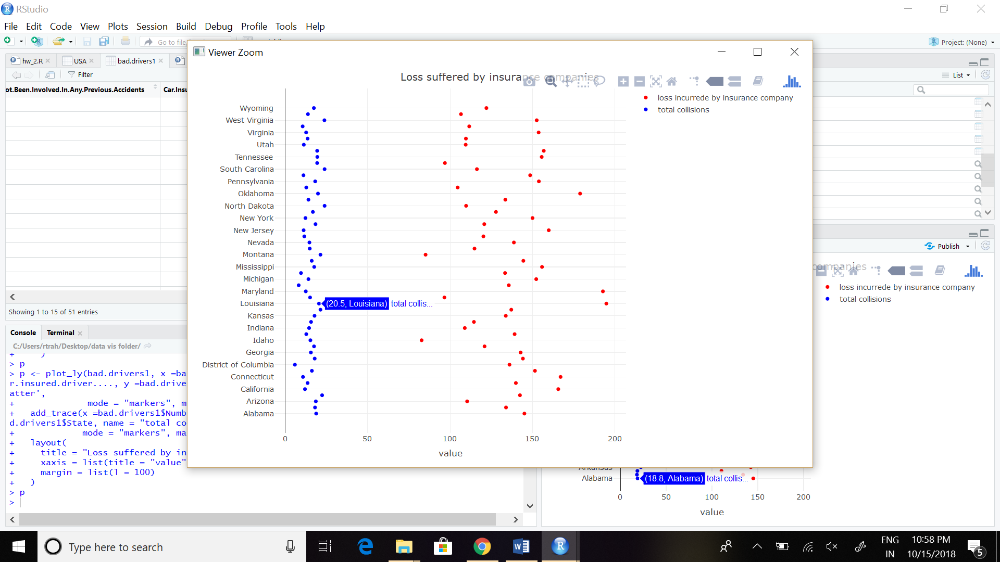 RStudio
File Edit Code View Plots Session Build Debug Profile Tools Help
Go to file/
Project: (None)
hw_2.R
USA
bad.drivers1
Filter
ot.Been.Involved.In.Any.Previous.Accidents
Car.Insu
Showing 1 to 15 of 51 entries
Console Terminal
C:/Users/rtrah/Desktop/data vis folder/
+ )
> p
> p <- plot_ly(bad.drivers1, x =ba
r.insured.driver...., y =bad.drive
atter',
+ mode = "markers", m
+ add_trace(x =bad.drivers1$Numb
d.drivers1$State, name = "total co
+ mode = "markers", ma
+ layout(
+ title = "Loss suffered by in
+ xaxis = list(title = "value"
+ margin = list(l = 100)
+ )
> p
>
Viewer Zoom
Loss suffered by insurance companies
loss incurrede by insurance company
total collisions
Wyoming
West Virginia
Virginia
Utah
Tennessee
South Carolina
Pennsylvania
Oklahoma
North Dakota
New York
New Jersey
Nevada
Montana
Mississippi
Michigan
Maryland
Louisiana
(20.5, Louisiana) total collis...
Kansas
Indiana
Idaho
Georgia
District of Columbia
Connecticut
California
Arizona
Alabama
0 50 100 150 200
value
List
Publish
companies
loss incurrede by insurance company
total collisions
Arkansas
Alabama
(18.8, Alabama) total collis...
0 50 100 150 200
value
Type here to search
ENG
IN
10:58 PM
10/15/2018
5